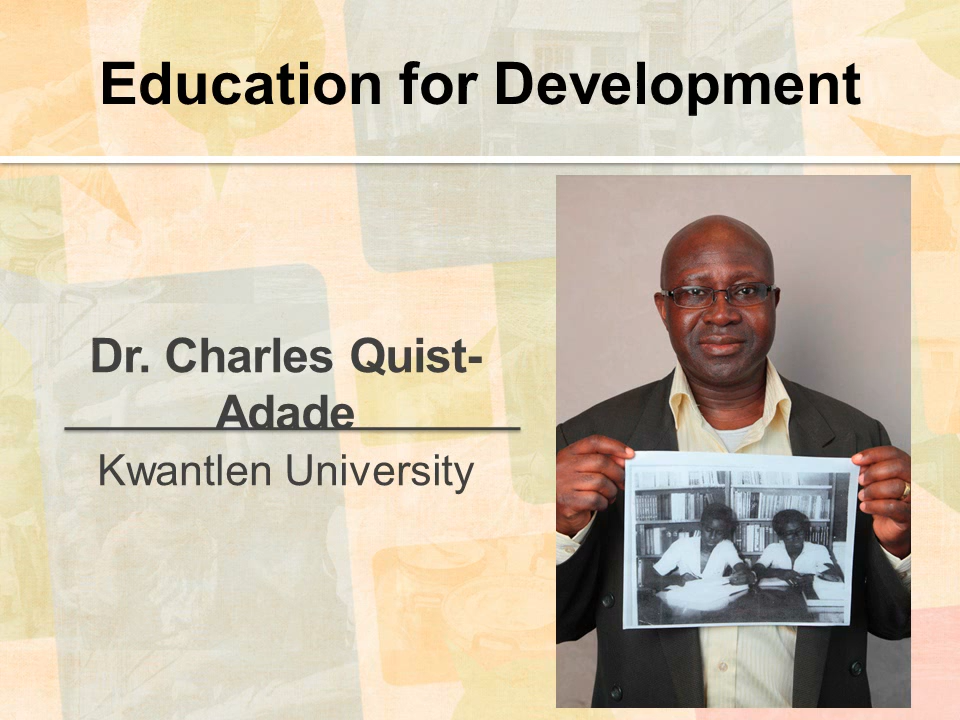 Education for Development
Dr. Charles Quist-
Adade
Kwantlen University